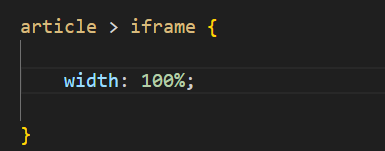 article > iframe {
width: 100%;
}